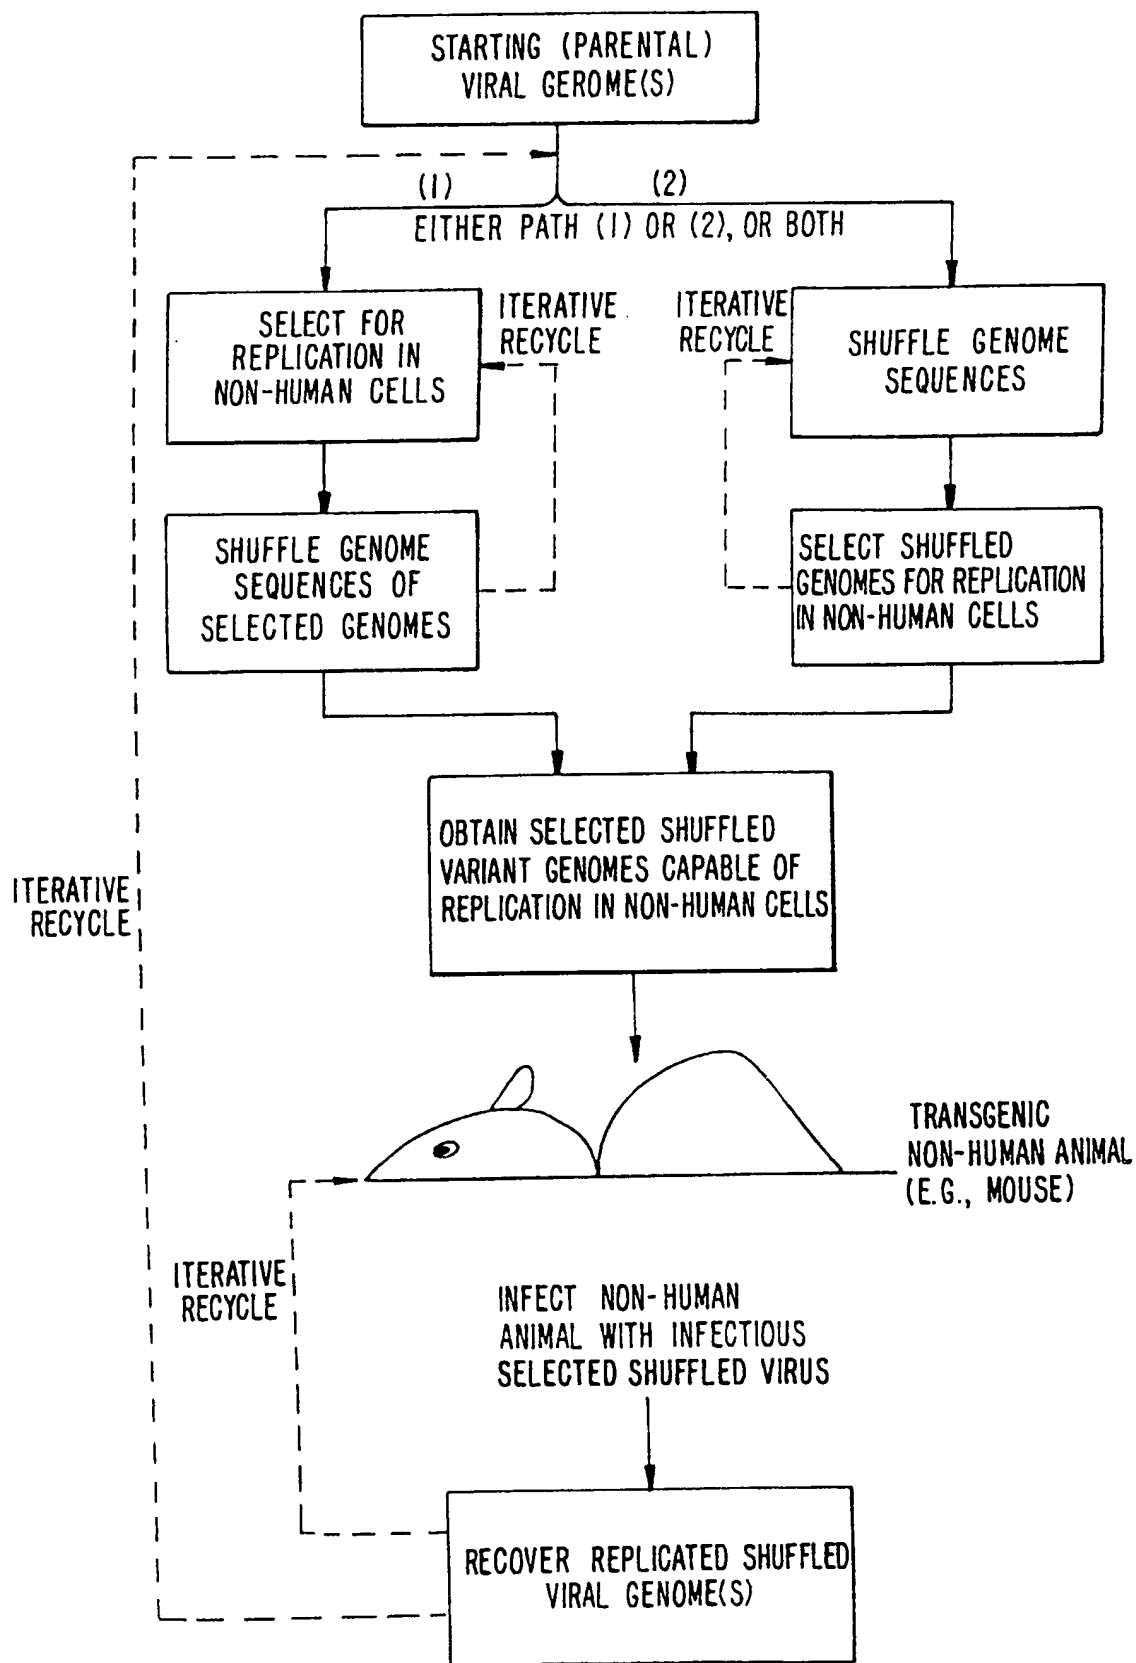 STARTING (PARENTAL)
VIRAL GEROME(S)
(1)
(2)
EITHER PATH (1) OR (2), OR BOTH
SELECT FOR
REPLICATION IN
NON-HUMAN CELLS
ITERATIVE
RECYCLE
ITERATIVE
RECYCLE
SHUFFLE GENOME
SEQUENCES
SHUFFLE GENOME
SEQUENCES OF
SELECTED GENOMES
SELECT SHUFFLED
GENOMES FOR REPLICATION
IN NON-HUMAN CELLS
OBTAIN SELECTED SHUFFLED
VARIANT GENOMES CAPABLE OF
REPLICATION IN NON-HUMAN CELLS
ITERATIVE
RECYCLE
TRANSGENIC
NON-HUMAN ANIMAL
(E.G., MOUSE)
ITERATIVE
RECYCLE
INFECT NON-HUMAN
ANIMAL WITH INFECTIOUS
SELECTED SHUFFLED VIRUS
RECOVER REPLICATED SHUFFLED
VIRAL GENOME(S)